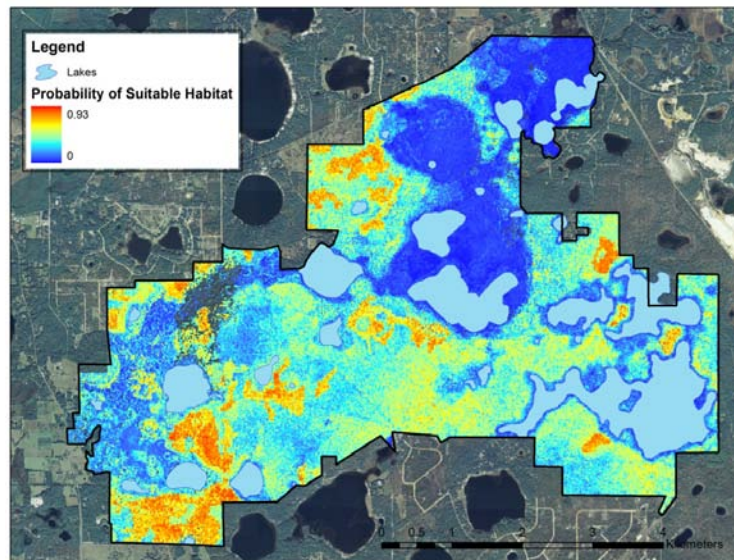 Legend
Lakes
Probability of Suitable Habitat
0.93
0
0 0.5 1 2 3 4
Kilometers